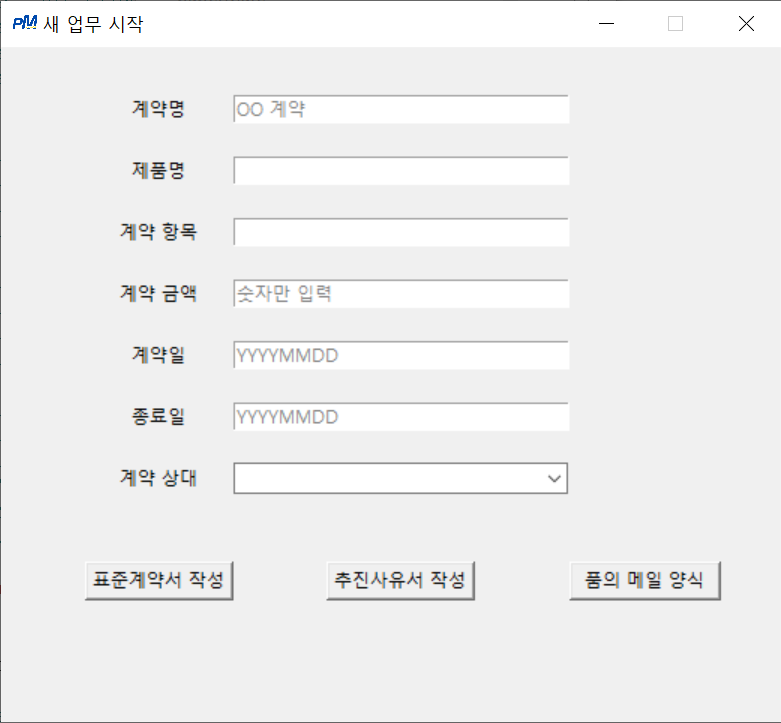 PM 새 업무 시작
계약명 OO 계약
제품명
계약 항목
계약 금액 숫자만 입력
계약일 YYYYMMDD
종료일 YYYYMMDD
계약 상대
표준계약서 작성 추진사유서 작성 품의 메일 양식